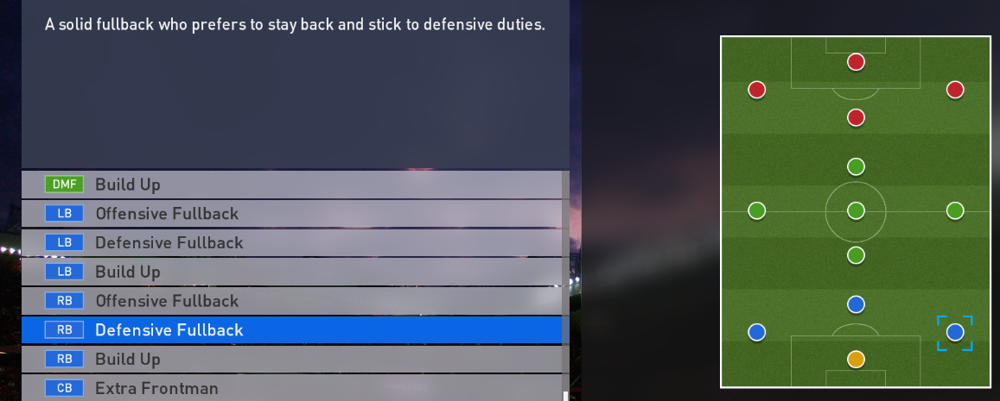 A solid fullback who prefers to stay back and stick to defensive duties.
DMF Build Up
LB Offensive Fullback
LB Defensive Fullback
LB Build Up
RB Offensive Fullback
RB Defensive Fullback
RB Build Up
CB Extra Frontman